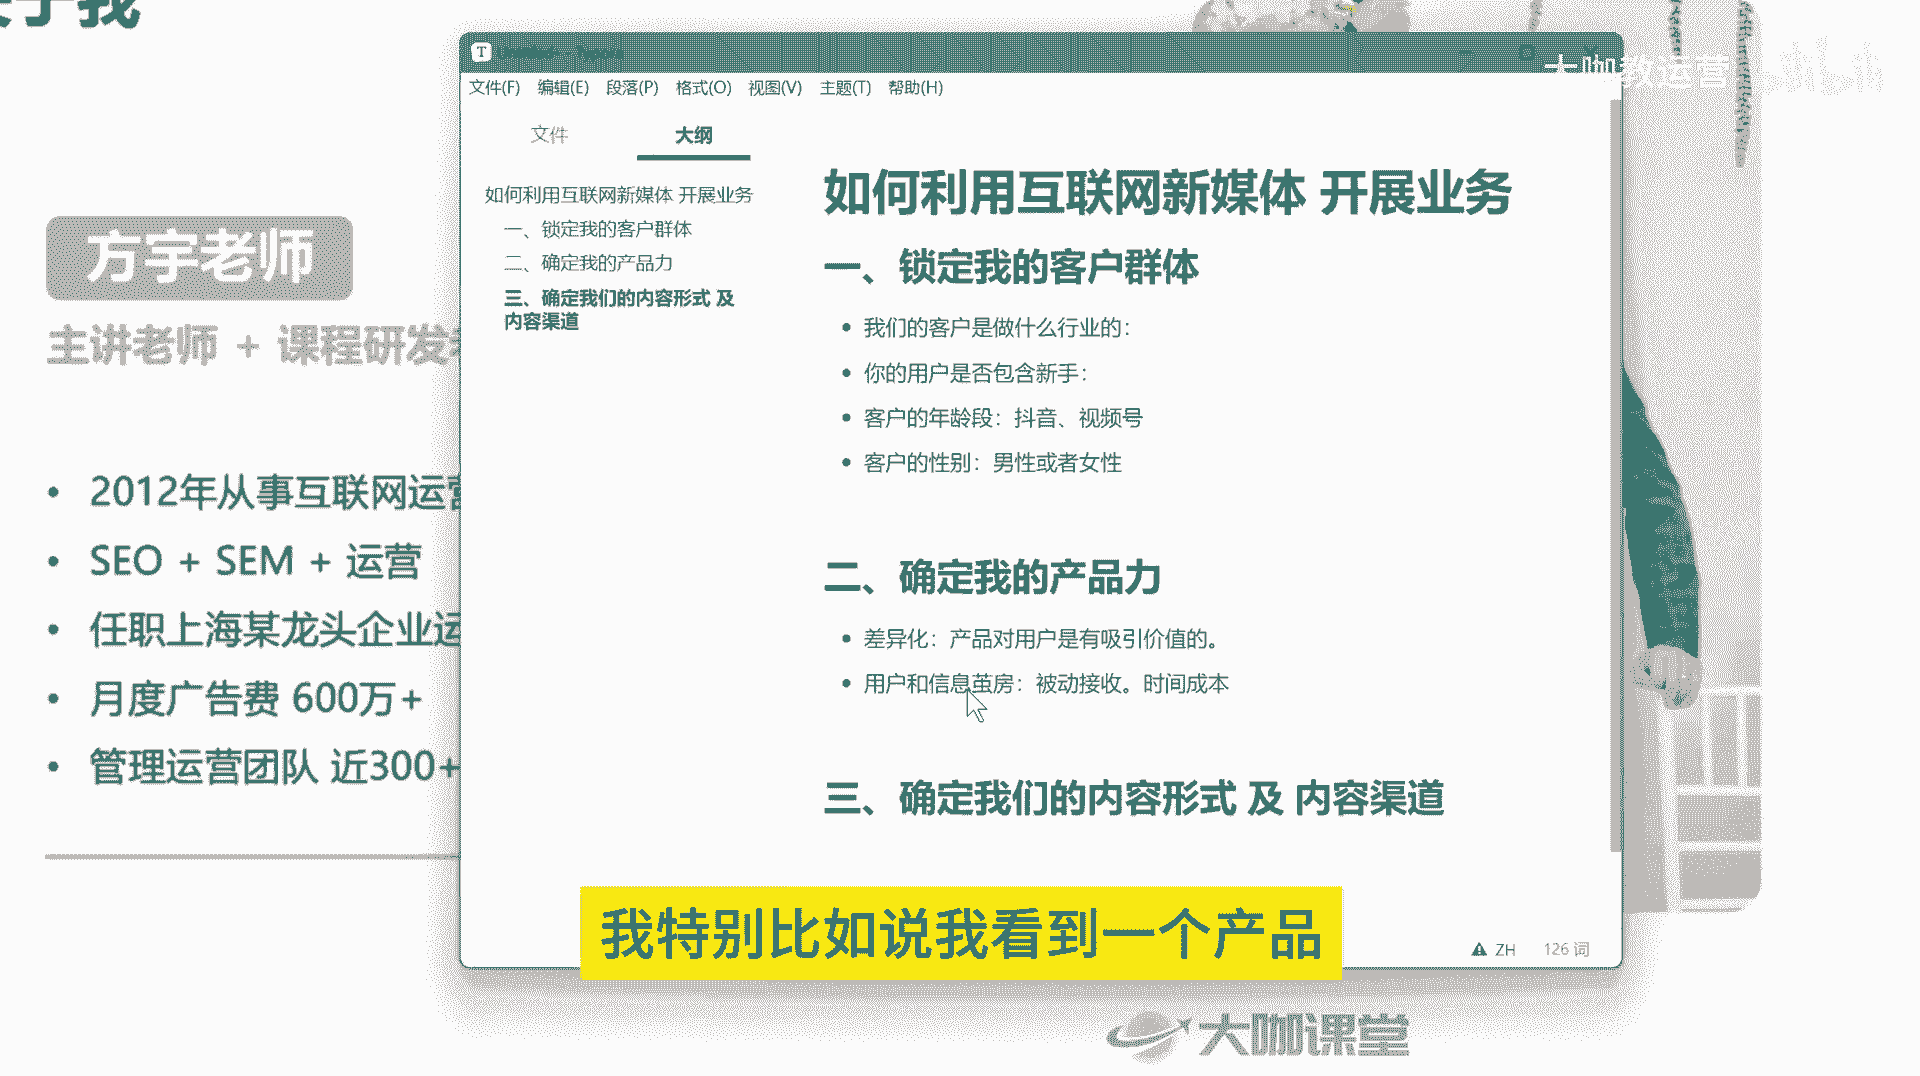 方宇老师
主讲老师 + 课程研发
2012年从事互联网运营
SEO + SEM + 运营
任职上海某龙头企业运
月度广告费 600万+
管理运营团队 近300+
文件(F) 编辑(E) 段落(P) 格式(O) 视图(V) 主题(T) 帮助(H)
文件 大纲
如何利用互联网新媒体 开展业务
一、锁定我的客户群体
二、确定我的产品力
三、确定我们的内容形式 及
内容渠道
如何利用互联网新媒体 开展业务
一、锁定我的客户群体
我们的客户是做什么行业的：
你的用户是否包含新手：
客户的年龄段：抖音、视频号
客户的性别：男性或者女性
二、确定我的产品力
差异化：产品对用户是有吸引价值的。
用户和信息茧房：被动接收。时间成本
三、确定我们的内容形式 及 内容渠道
ZH 126 词
我特别比如说我看到一个产品
大咖教运营 bilibili
大咖课堂